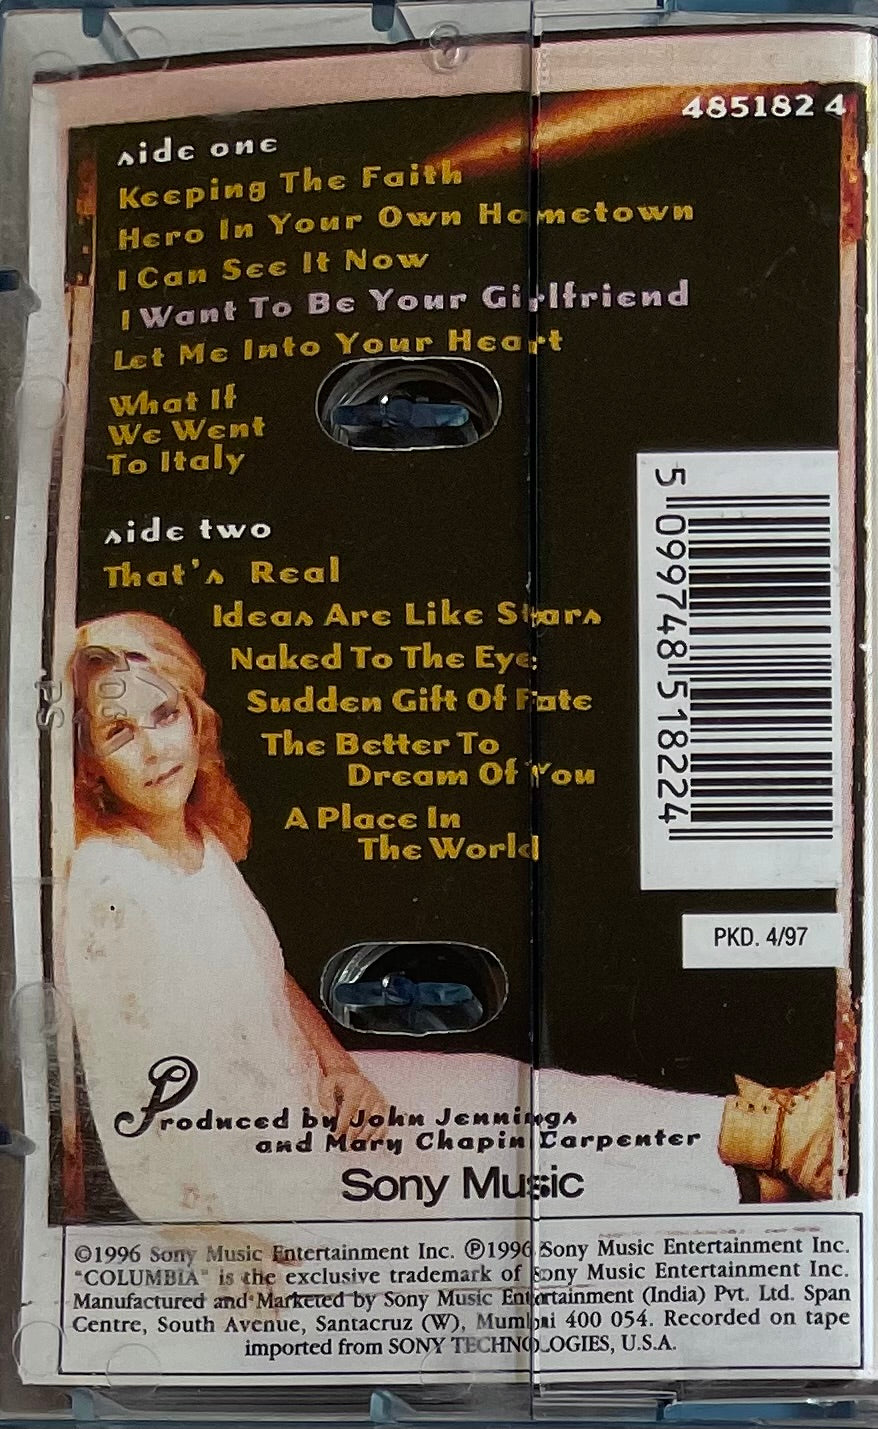 485182 4
side one
Keeping The Faith
Hero In Your Own Hometown
I Can See It Now
I Want To Be Your Girlfriend
Let Me Into Your Heart
What If
We Went
To Italy
side two
That's Real
Ideas Are Like Stars
Naked To The Eye
Sudden Gift Of Fate
The Better To
Dream Of You
A Place In
The World
5 099748 518224
PKD. 4/97
Produced by John Jennings
and Mary Chapin Carpenter
Sony Music
©1996 Sony Music Entertainment Inc. ℗1996 Sony Music Entertainment Inc.
"COLUMBIA" is the exclusive trademark of Sony Music Entertainment Inc.
Manufactured and Marketed by Sony Music Entertainment (India) Pvt. Ltd. Span
Centre, South Avenue, Santacruz (W), Mumbai 400 054. Recorded on tape
imported from SONY TECHNOLOGIES, U.S.A.